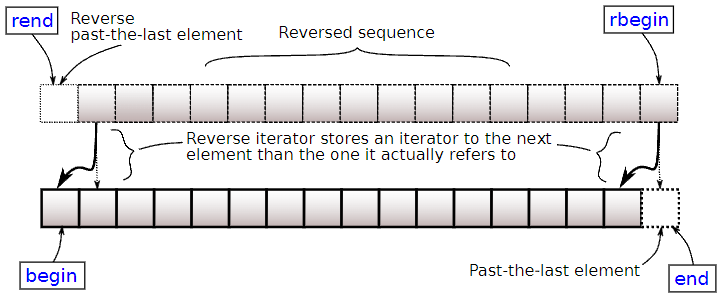 rend
Reverse
past-the-last element
Reversed sequence
rbegin
Reverse iterator stores an iterator to the next
element than the one it actually refers to
begin
Past-the-last element
end